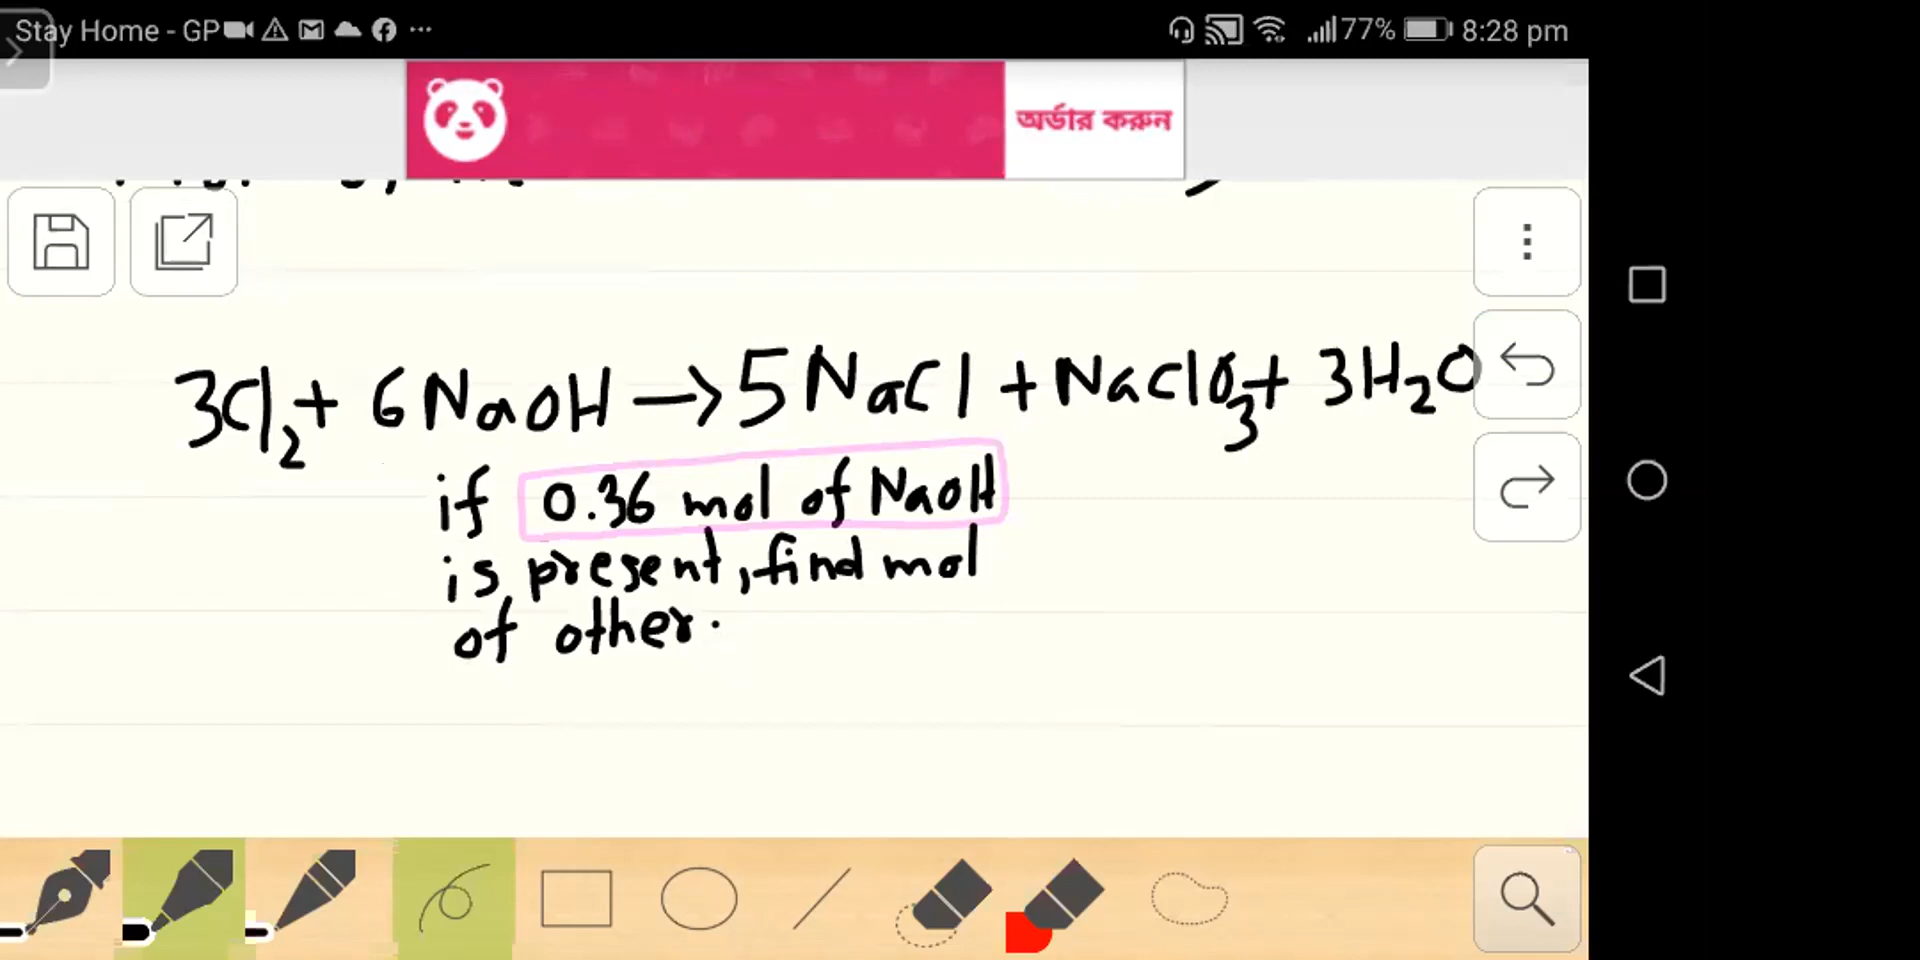 Stay Home - GP 77% 8:28 pm
অর্ডার করুন
3Cl2 + 6NaOH → 5NaCl + NaClO3 + 3H2O
if 0.36 mol of NaOH
is present, find mol
of other.